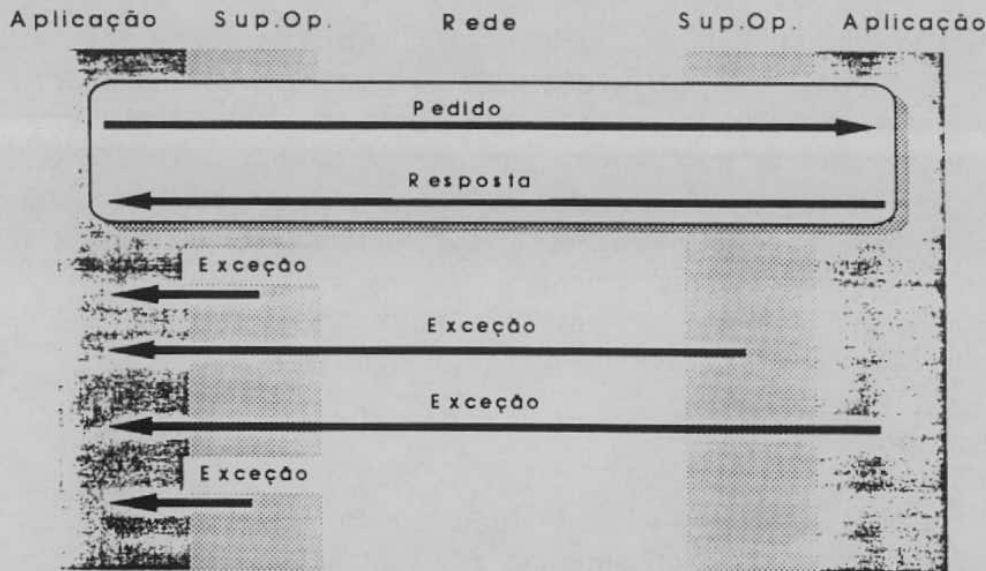 Aplicação Sup.Op. Rede Sup.Op. Aplicação
Pedido
Resposta
Exceção
Exceção
Exceção
Exceção